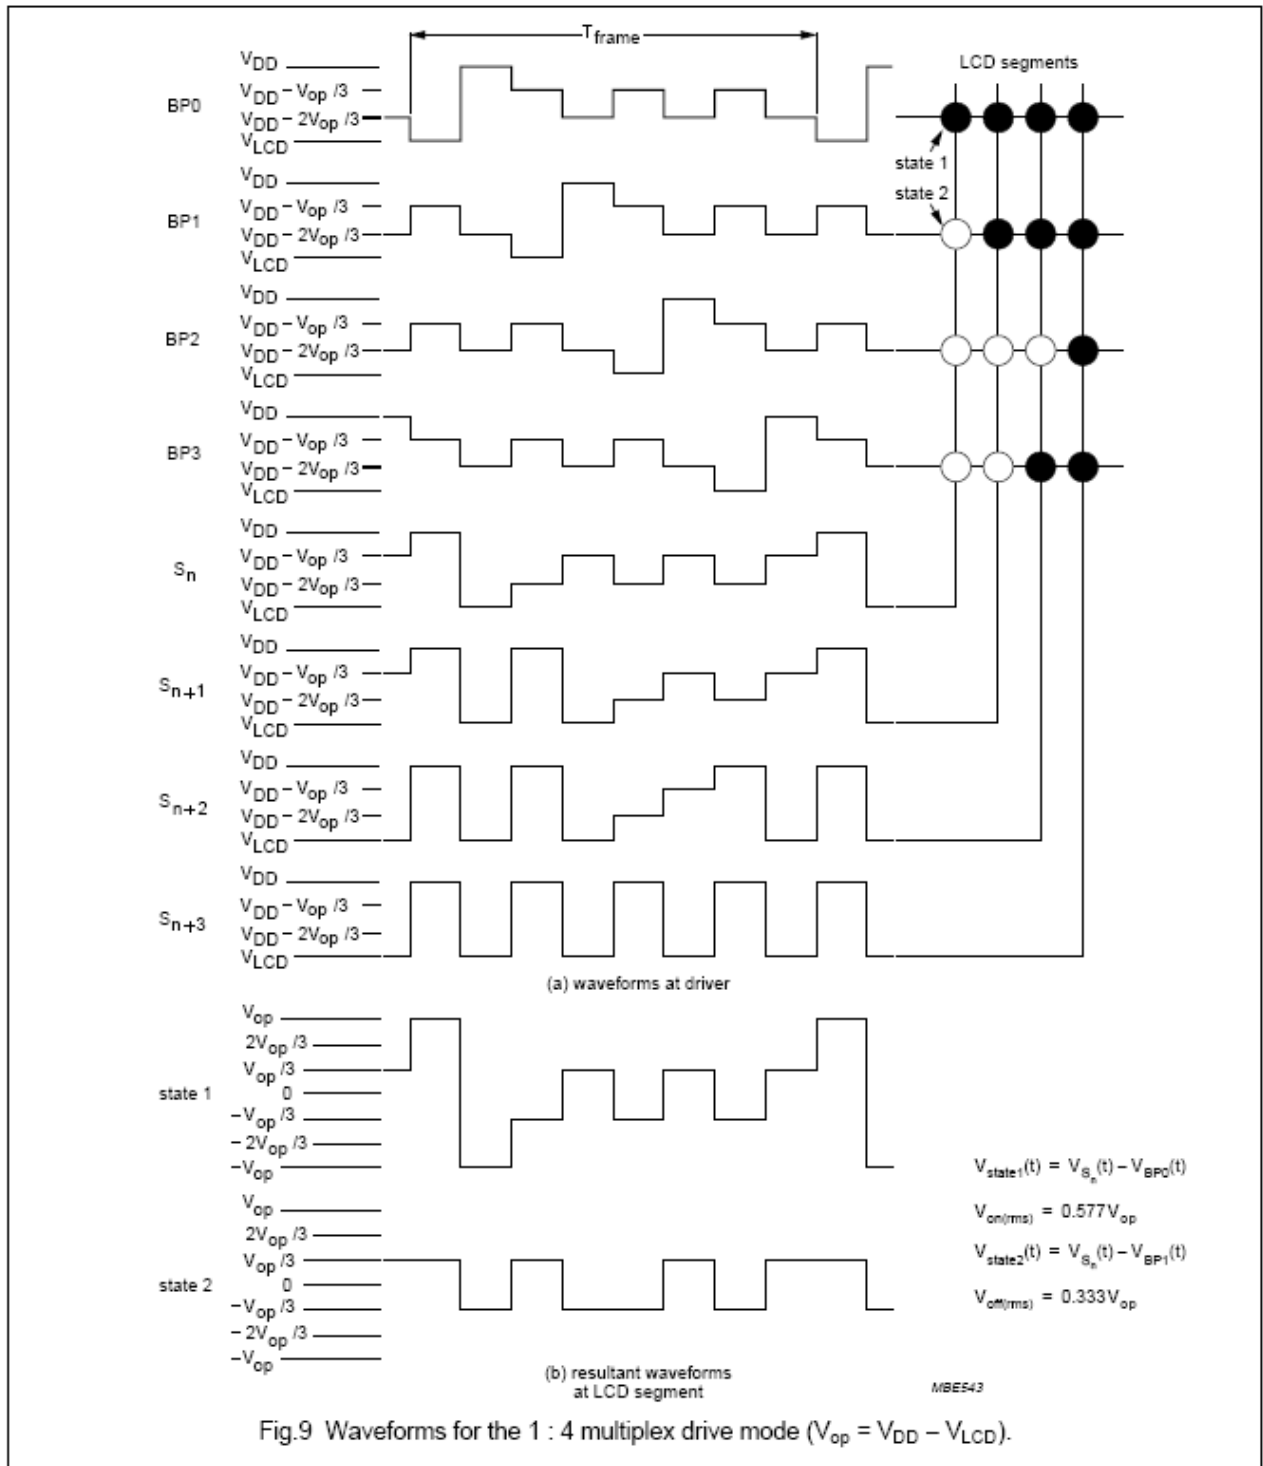 T_frame
LCD segments
BP0
V_DD
V_DD – V_op /3
V_DD – 2V_op /3
V_LCD
state 1
BP1
V_DD
V_DD – V_op /3
V_DD – 2V_op /3
V_LCD
state 2
BP2
V_DD
V_DD – V_op /3
V_DD – 2V_op /3
V_LCD
BP3
V_DD
V_DD – V_op /3
V_DD – 2V_op /3
V_LCD
S_n
V_DD
V_DD – V_op /3
V_DD – 2V_op /3
V_LCD
S_n+1
V_DD
V_DD – V_op /3
V_DD – 2V_op /3
V_LCD
S_n+2
V_DD
V_DD – V_op /3
V_DD – 2V_op /3
V_LCD
S_n+3
V_DD
V_DD – V_op /3
V_DD – 2V_op /3
V_LCD
(a) waveforms at driver
state 1
V_op
2V_op /3
V_op /3
0
–V_op /3
–2V_op /3
–V_op
state 2
V_op
2V_op /3
V_op /3
0
–V_op /3
–2V_op /3
–V_op
V_state1(t) = V_S_n(t) – V_BP0(t)
V_on(rms) = 0.577V_op
V_state2(t) = V_S_n(t) – V_BP1(t)
V_off(rms) = 0.333V_op
(b) resultant waveforms
at LCD segment
MBE543
Fig.9 Waveforms for the 1 : 4 multiplex drive mode (V_op = V_DD – V_LCD).